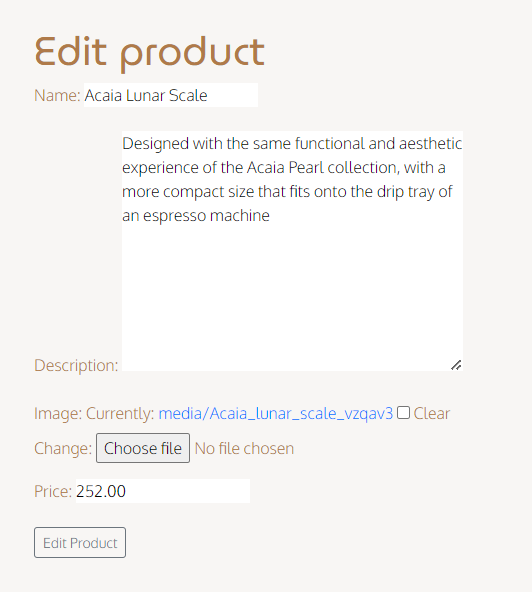 Edit product
Name: Acaia Lunar Scale
Designed with the same functional and aesthetic
experience of the Acaia Pearl collection, with a
more compact size that fits onto the drip tray of
an espresso machine
Description:
Image: Currently: media/Acaia_lunar_scale_vzqav3 Clear
Change: Choose file No file chosen
Price: 252.00
Edit Product